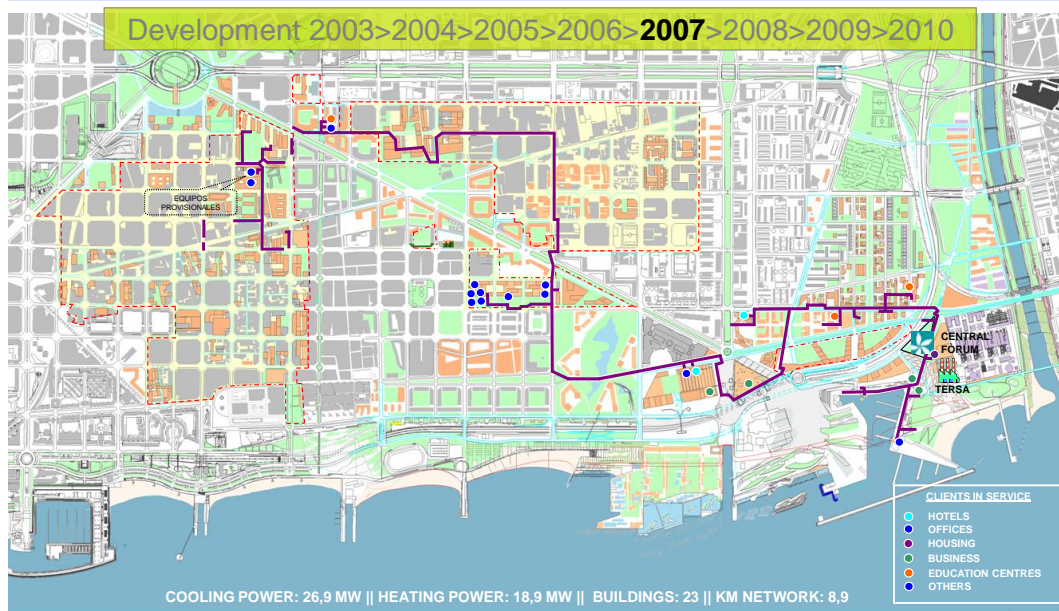 Development 2003>2004>2005>2006>2007>2008>2009>2010
EQUIPOS
PROVISIONALES
CENTRAL
FÒRUM
TERSA
CLIENTS IN SERVICE
HOTELS
OFFICES
HOUSING
BUSINESS
EDUCATION CENTRES
OTHERS
COOLING POWER: 26,9 MW || HEATING POWER: 18,9 MW || BUILDINGS: 23 || KM NETWORK: 8,9